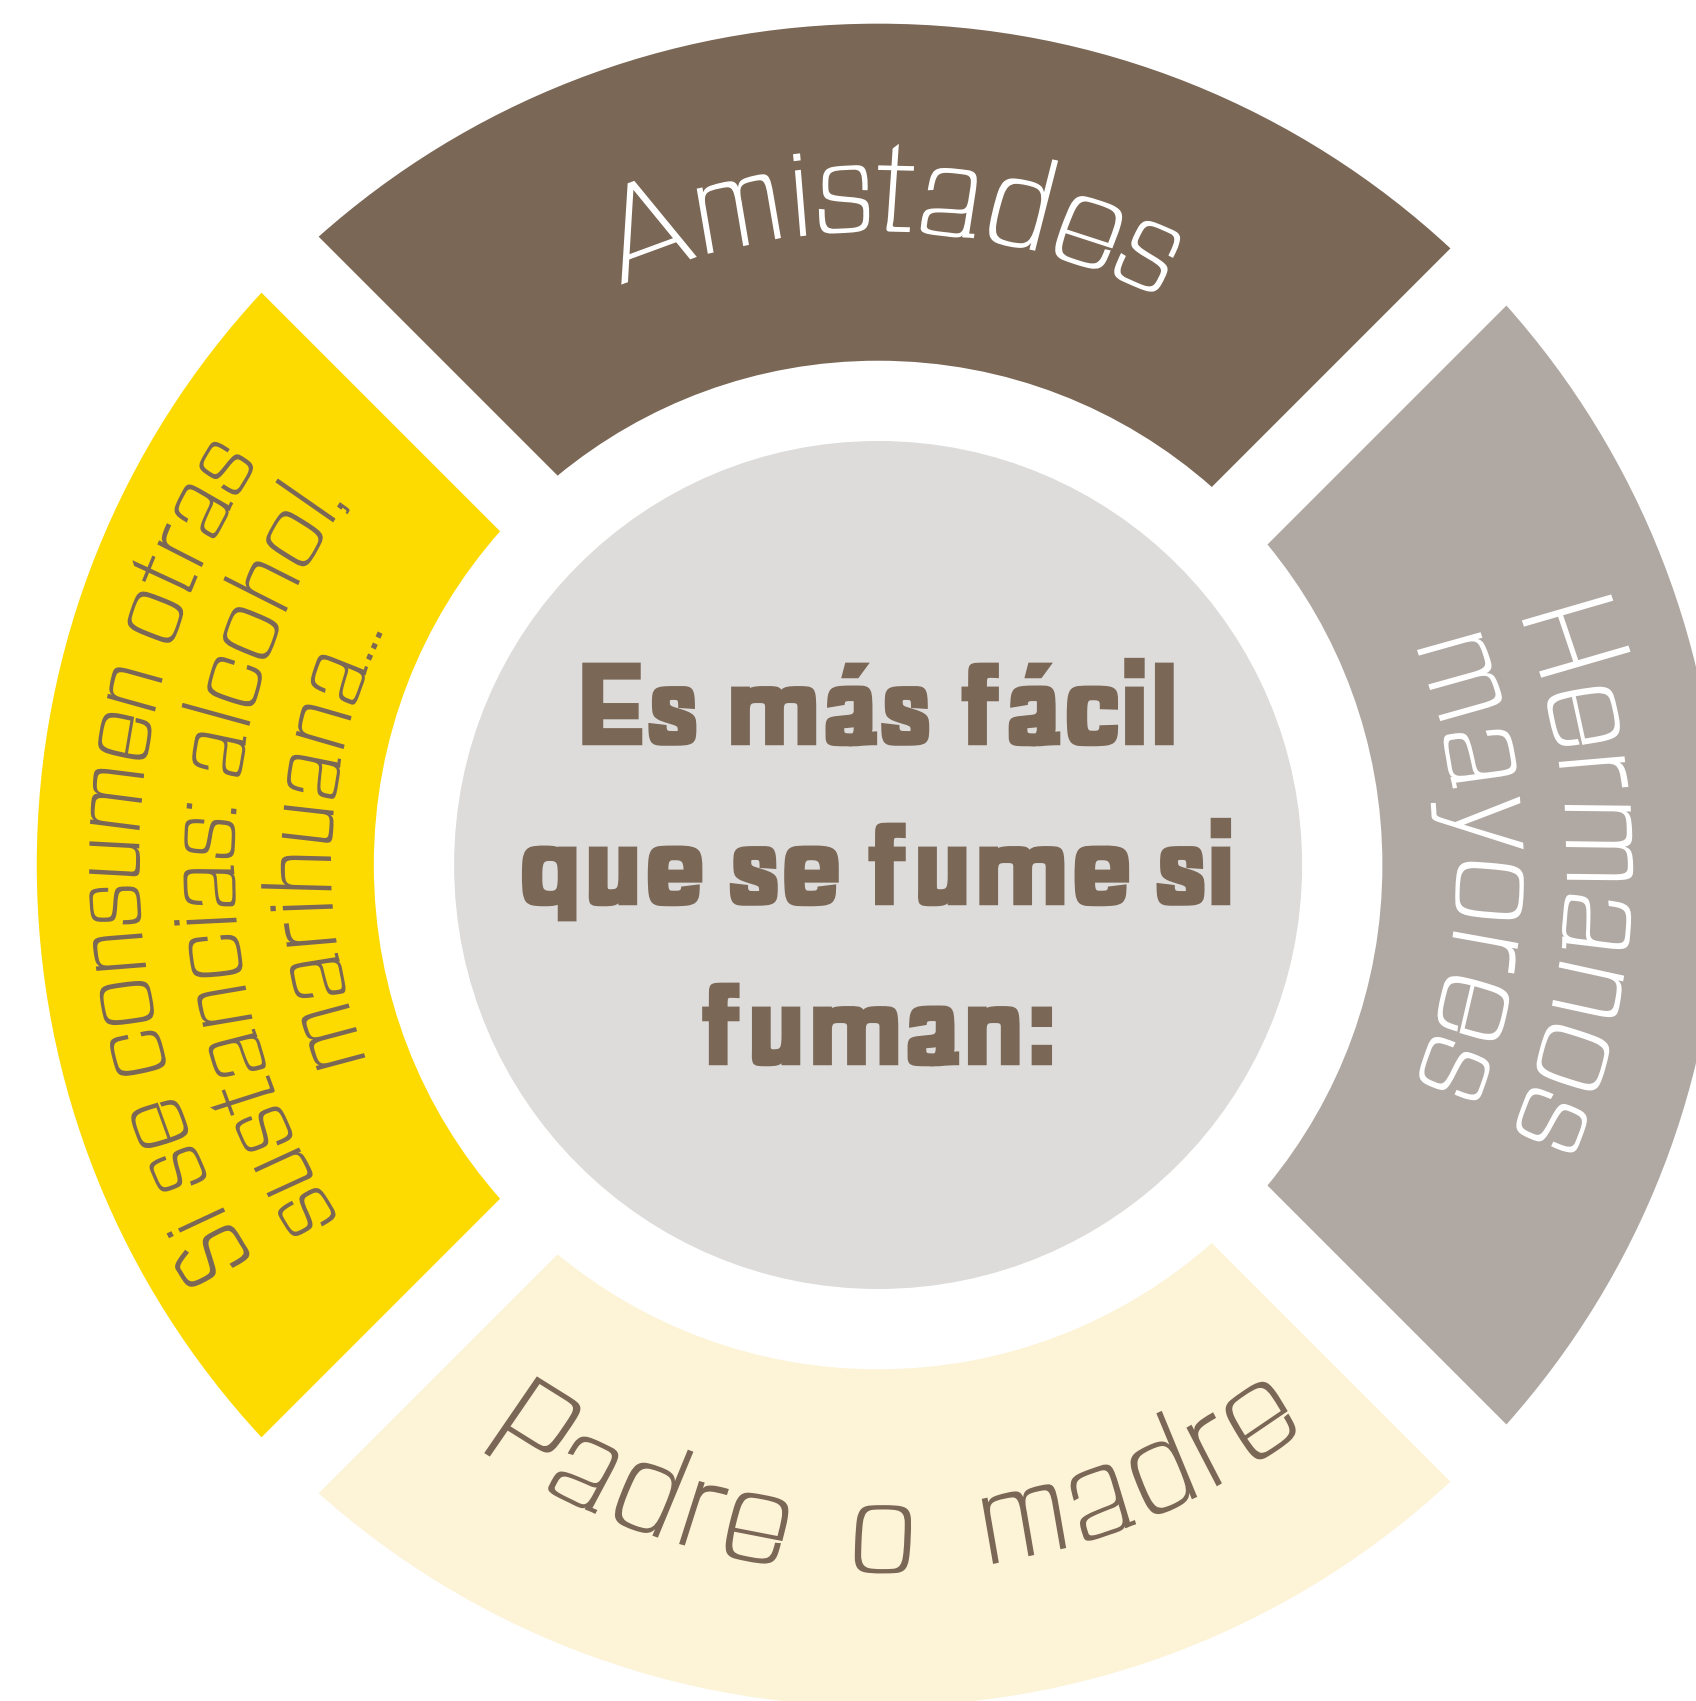 Es más fácil
que se fume si
fuman:
Amistades
Hermanos
mayores
Padre o madre
Si se consumen otras
sustancias: alcohol,
marihuana...